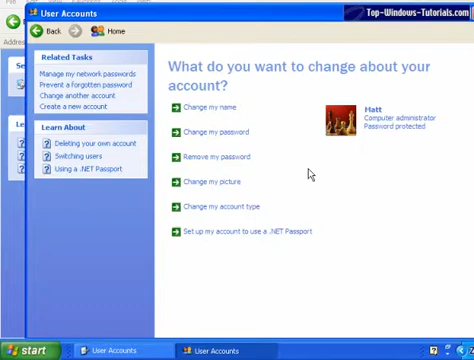 User Accounts
Top-Windows-Tutorials.com
Back
Home
Address
Related Tasks
Manage my network passwords
Prevent a forgotten password
Change another account
Create a new account
Learn About
Deleting your own account
Switching users
Using a .NET Passport
What do you want to change about your
account?
Change my name
Change my password
Remove my password
Change my picture
Change my account type
Set up my account to use a .NET Passport
Matt
Computer administrator
Password protected
start
User Accounts
User Accounts